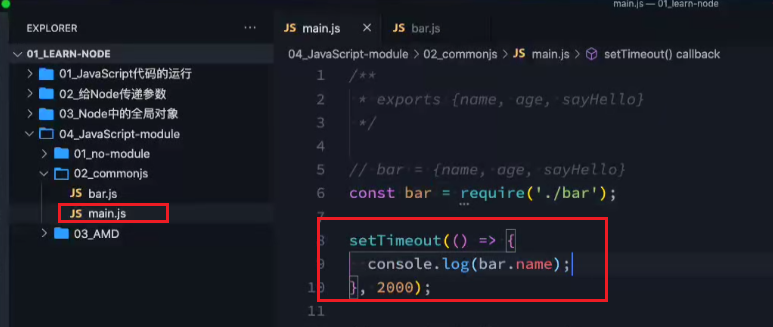 main.js — 01_learn-node
EXPLORER ···
JS main.js × JS bar.js
01_LEARN-NODE
01_JavaScript代码的运行
02_给Node传递参数
03_Node中的全局对象
04_JavaScript-module
01_no-module
02_commonjs
JS bar.js
JS main.js
03_AMD
04_JavaScript-module > 02_commonjs > JS main.js > setTimeout() callback
1 /**
2 * exports {name, age, sayHello}
3 */
4
5 // bar = {name, age, sayHello}
6 const bar = require('./bar');
7
8 setTimeout(() => {
9 console.log(bar.name);
10 }, 2000);
11